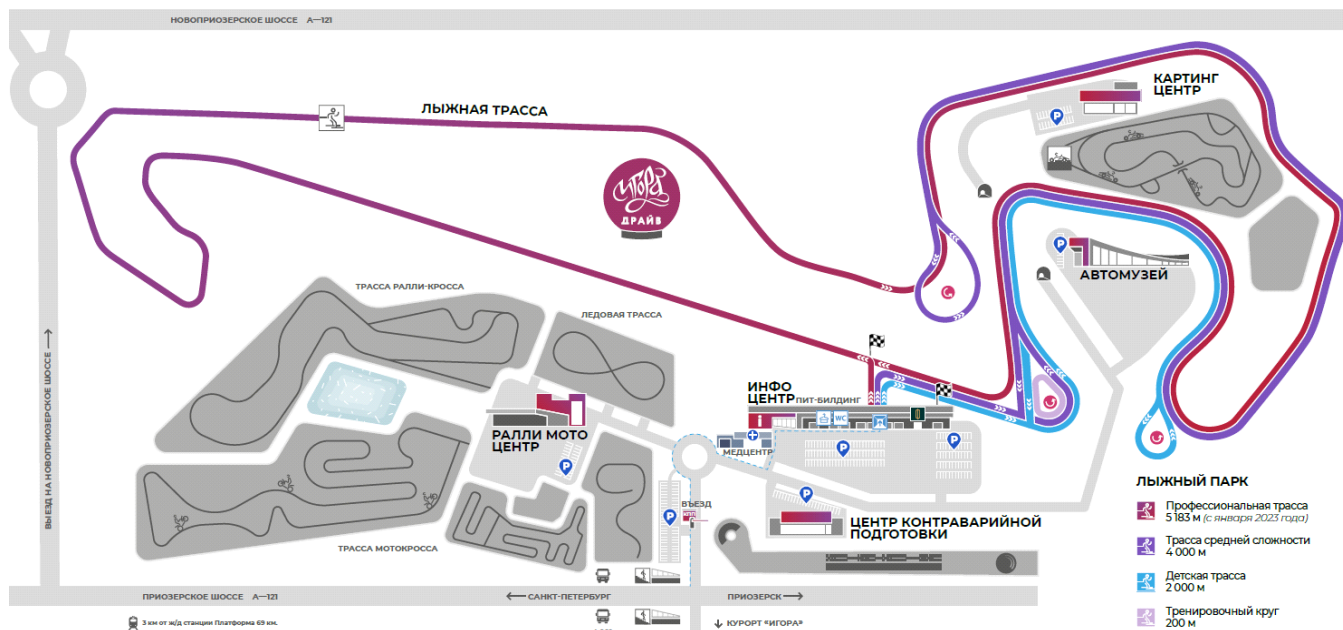 НОВОПРИОЗЕРСКОЕ ШОССЕ А—121
КАРТИНГ
ЦЕНТР
ЛЫЖНАЯ ТРАССА
P
игора
ДРАЙВ
P
АВТОМУЗЕЙ
ТРАССА РАЛЛИ-КРОССА
ЛЕДОВАЯ ТРАССА
ВЫЕЗД НА НОВОПРИОЗЕРСКОЕ ШОССЕ
ИНФО
ЦЕНТР
ПИТ-БИЛДИНГ
i
WC
РАЛЛИ МОТО
ЦЕНТР
P
МЕДЦЕНТР
P
P
ВЪЕЗД
P
КПП
P
ЦЕНТР КОНТРАВАРИЙНОЙ
ПОДГОТОВКИ
ТРАССА МОТОКРОССА
ЛЫЖНЫЙ ПАРК
Профессиональная трасса
5 183 м (с января 2023 года)
Трасса средней сложности
4 000 м
Детская трасса
2 000 м
Тренировочный круг
200 м
ПРИОЗЕРСКОЕ ШОССЕ А—121
САНКТ-ПЕТЕРБУРГ
ПРИОЗЕРСК
3 км от ж/д станции Платформа 69 км.
КУРОРТ «ИГОРА»